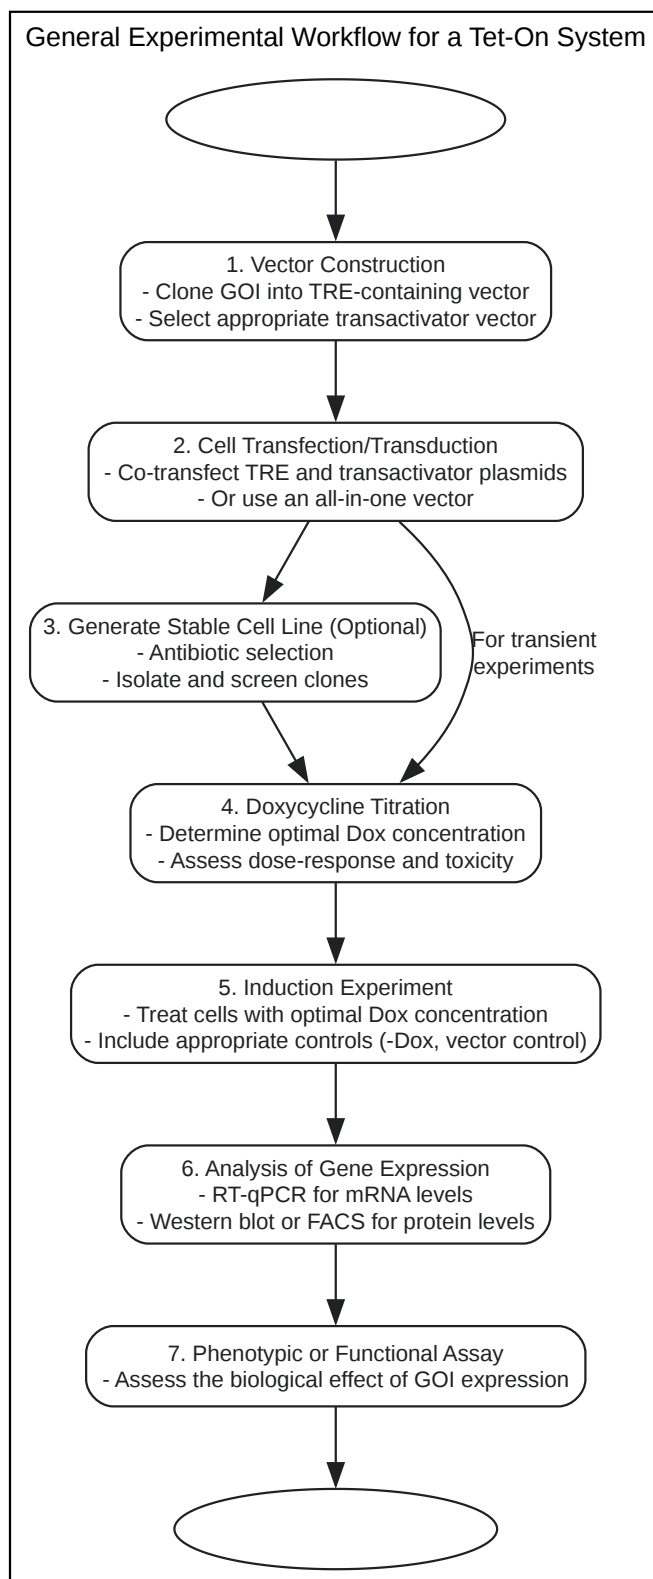 General Experimental Workflow for a Tet-On System
1. Vector Construction
- Clone GOI into TRE-containing vector
- Select appropriate transactivator vector
2. Cell Transfection/Transduction
- Co-transfect TRE and transactivator plasmids
- Or use an all-in-one vector
3. Generate Stable Cell Line (Optional)
- Antibiotic selection
- Isolate and screen clones
For transient
experiments
4. Doxycycline Titration
- Determine optimal Dox concentration
- Assess dose-response and toxicity
5. Induction Experiment
- Treat cells with optimal Dox concentration
- Include appropriate controls (-Dox, vector control)
6. Analysis of Gene Expression
- RT-qPCR for mRNA levels
- Western blot or FACS for protein levels
7. Phenotypic or Functional Assay
- Assess the biological effect of GOI expression